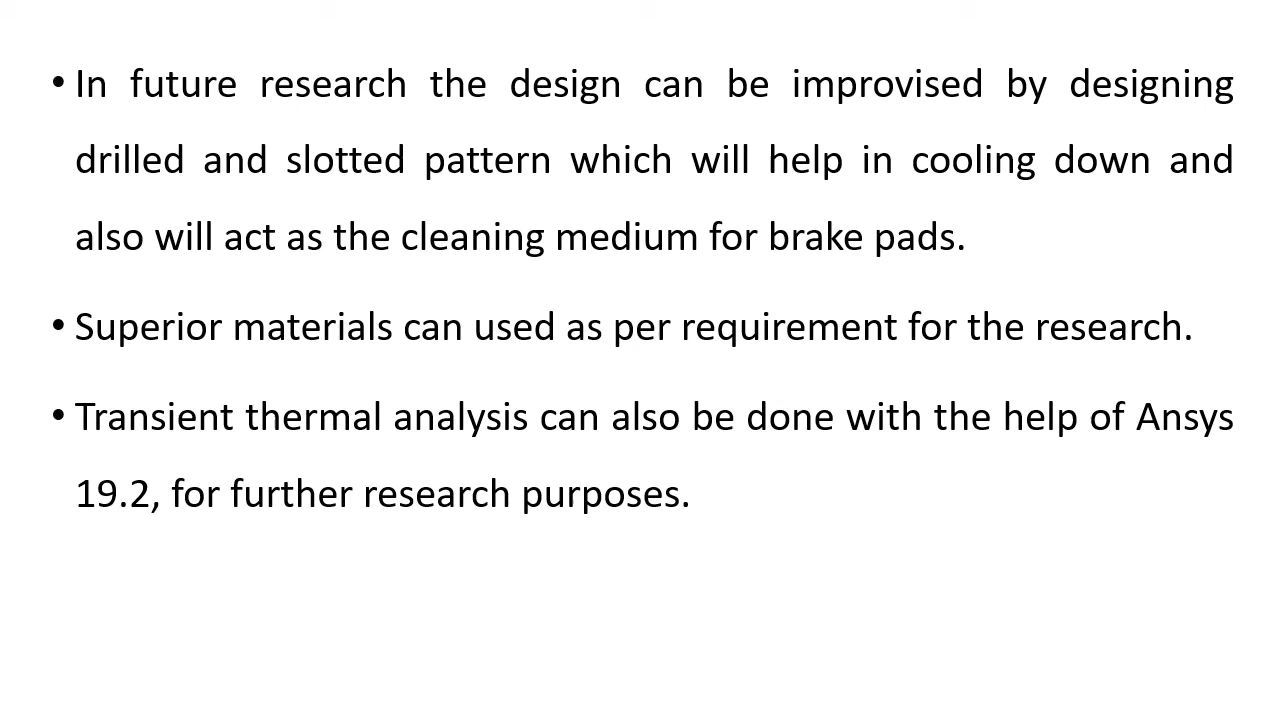 • In future research the design can be improvised by designing
drilled and slotted pattern which will help in cooling down and
also will act as the cleaning medium for brake pads.
• Superior materials can used as per requirement for the research.
• Transient thermal analysis can also be done with the help of Ansys
19.2, for further research purposes.